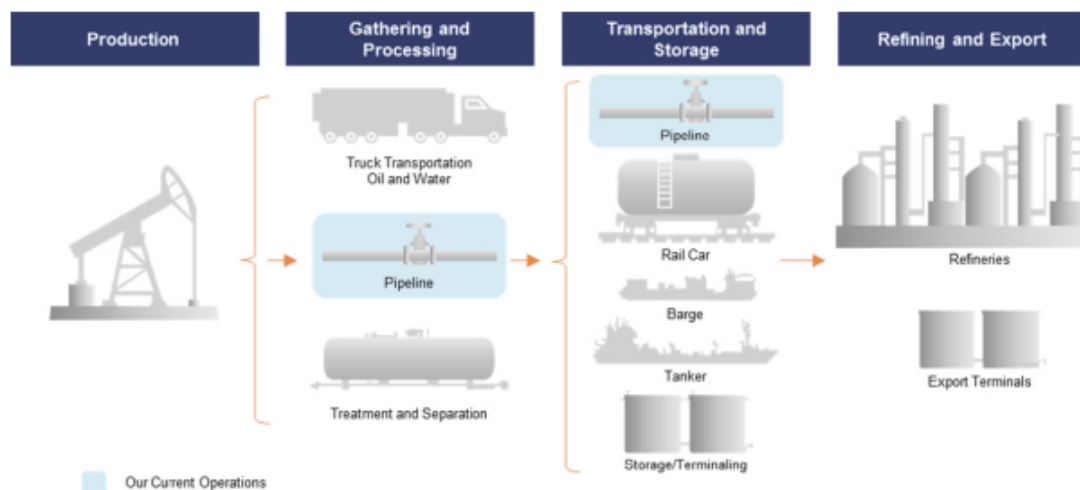 Production
Gathering and
Processing
Transportation and
Storage
Refining and Export
Truck Transportation
Oil and Water
Pipeline
Treatment and Separation
Pipeline
Rail Car
Barge
Tanker
Storage/Terminaling
Refineries
Export Terminals
Our Current Operations